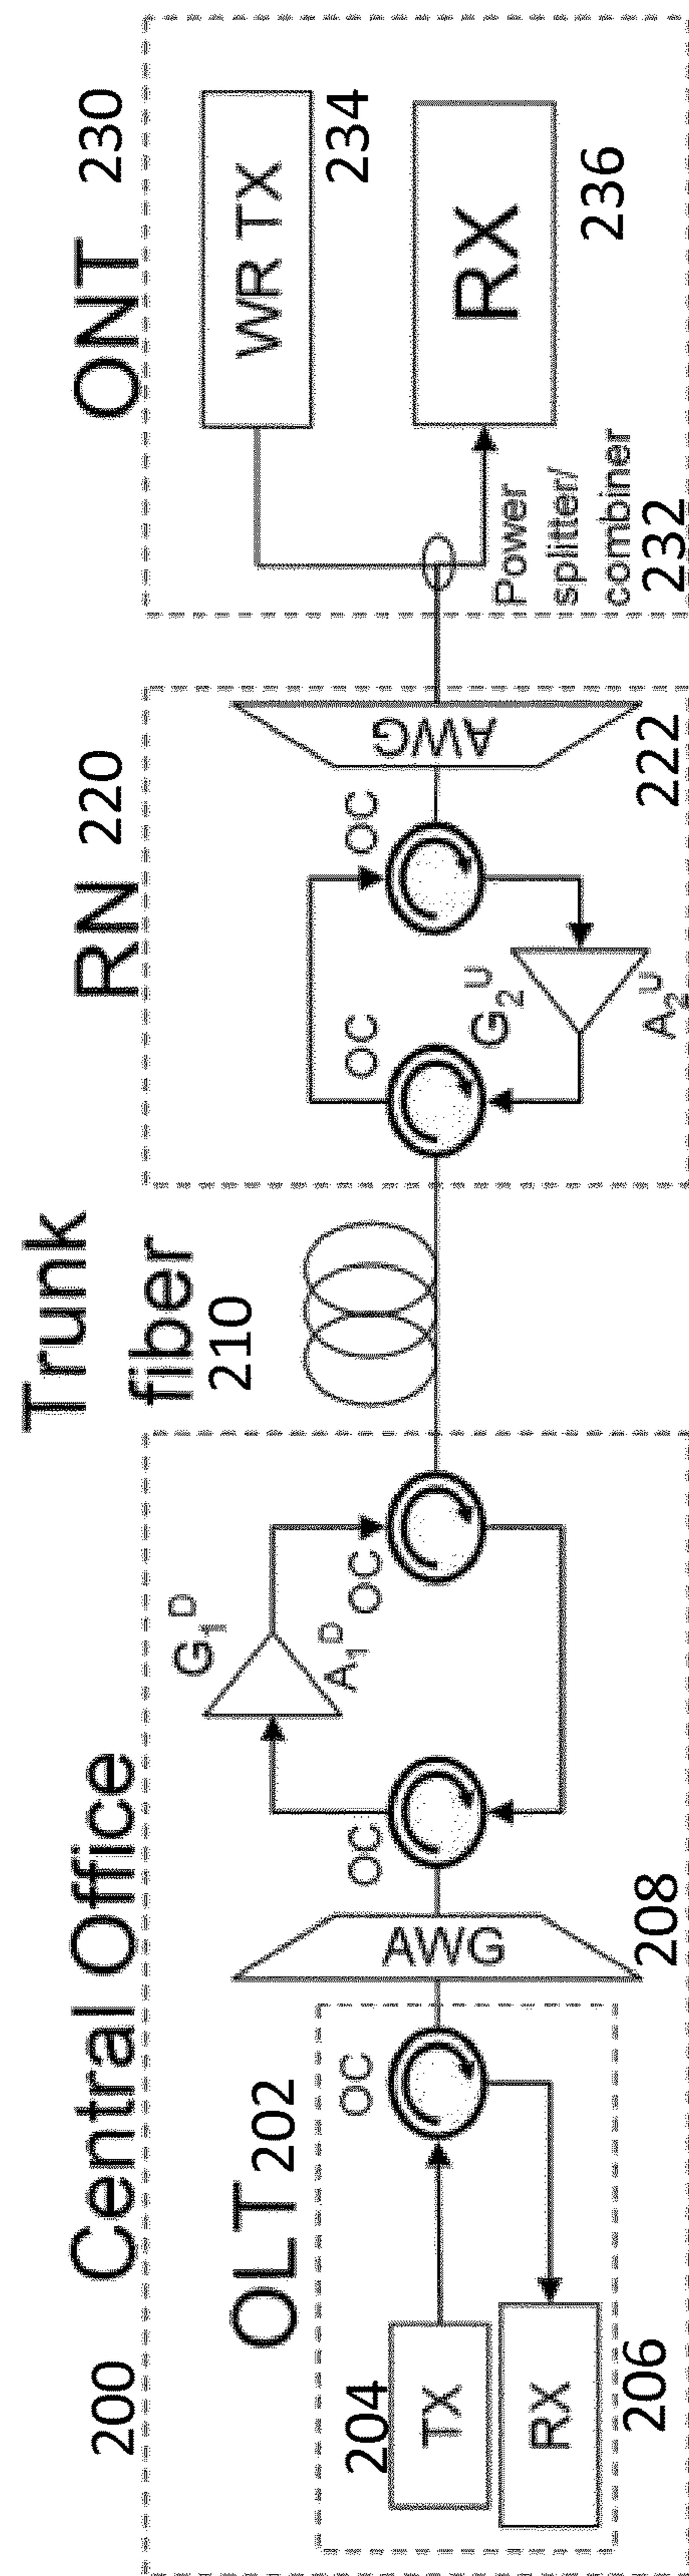 200 Central Office
OLT 202
204
TX
RX
206
OC
AWG
208
OC
G₁ᴰ
A₁ᴰ
OC
Trunk
fiber
210
RN 220
OC
OC
G₂ᵁ
A₂ᵁ
AWG
222
ONT 230
WR TX
234
RX
236
Power
splitter/
combiner
232